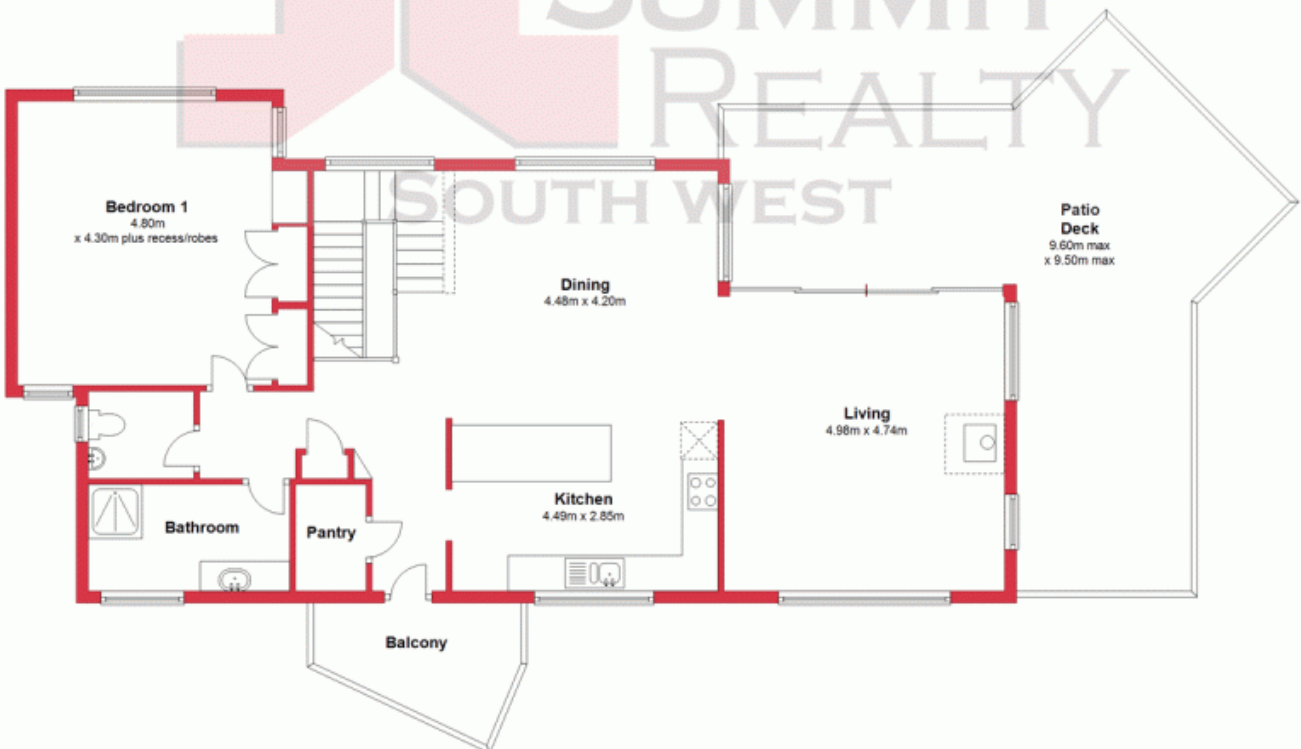 SUMMIT
REALTY
SOUTH WEST
Bedroom 1
4.80m
x 4.30m plus recess/robes
Patio
Deck
9.60m max
x 9.50m max
Dining
4.48m x 4.20m
Living
4.98m x 4.74m
Kitchen
4.49m x 2.85m
Bathroom
Pantry
Balcony